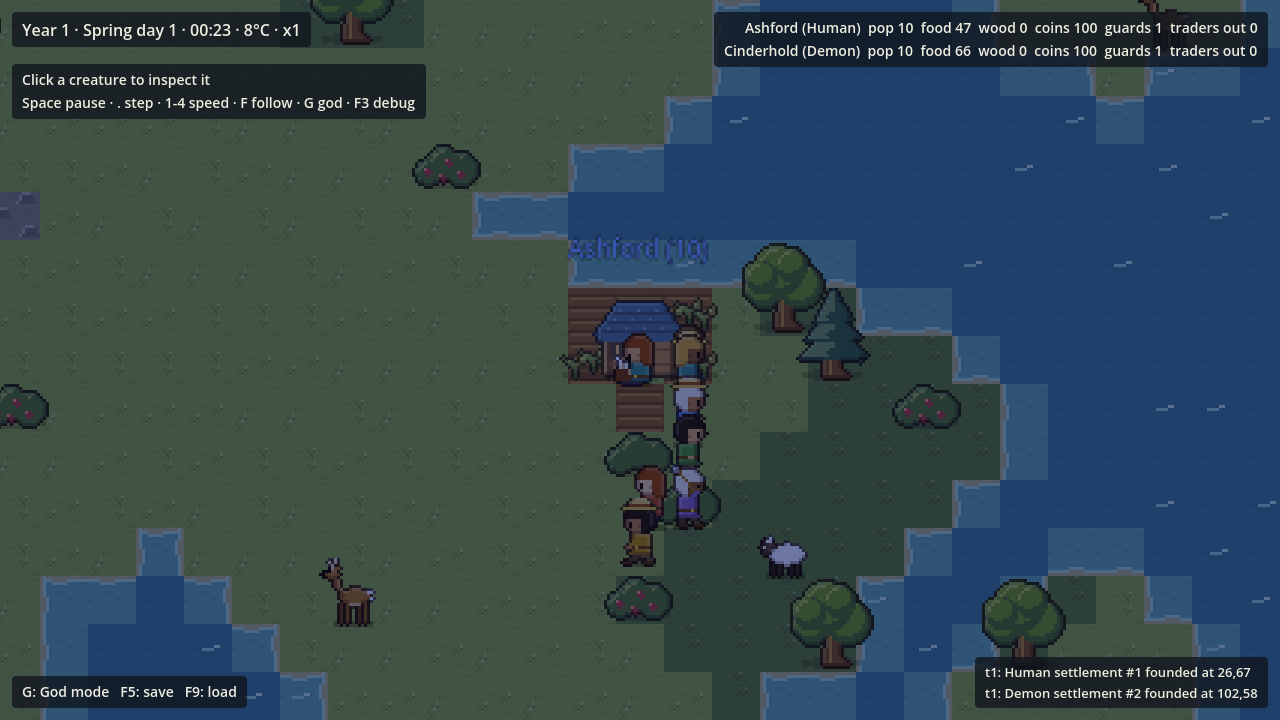 Year 1 · Spring day 1 · 00:23 · 8°C · x1
Ashford (Human) pop 10 food 47 wood 0 coins 100 guards 1 traders out 0
Cinderhold (Demon) pop 10 food 66 wood 0 coins 100 guards 1 traders out 0
Click a creature to inspect it
Space pause · . step · 1-4 speed · F follow · G god · F3 debug
Ashford (10)
G: God mode F5: save F9: load
t1: Human settlement #1 founded at 26,67
t1: Demon settlement #2 founded at 102,58